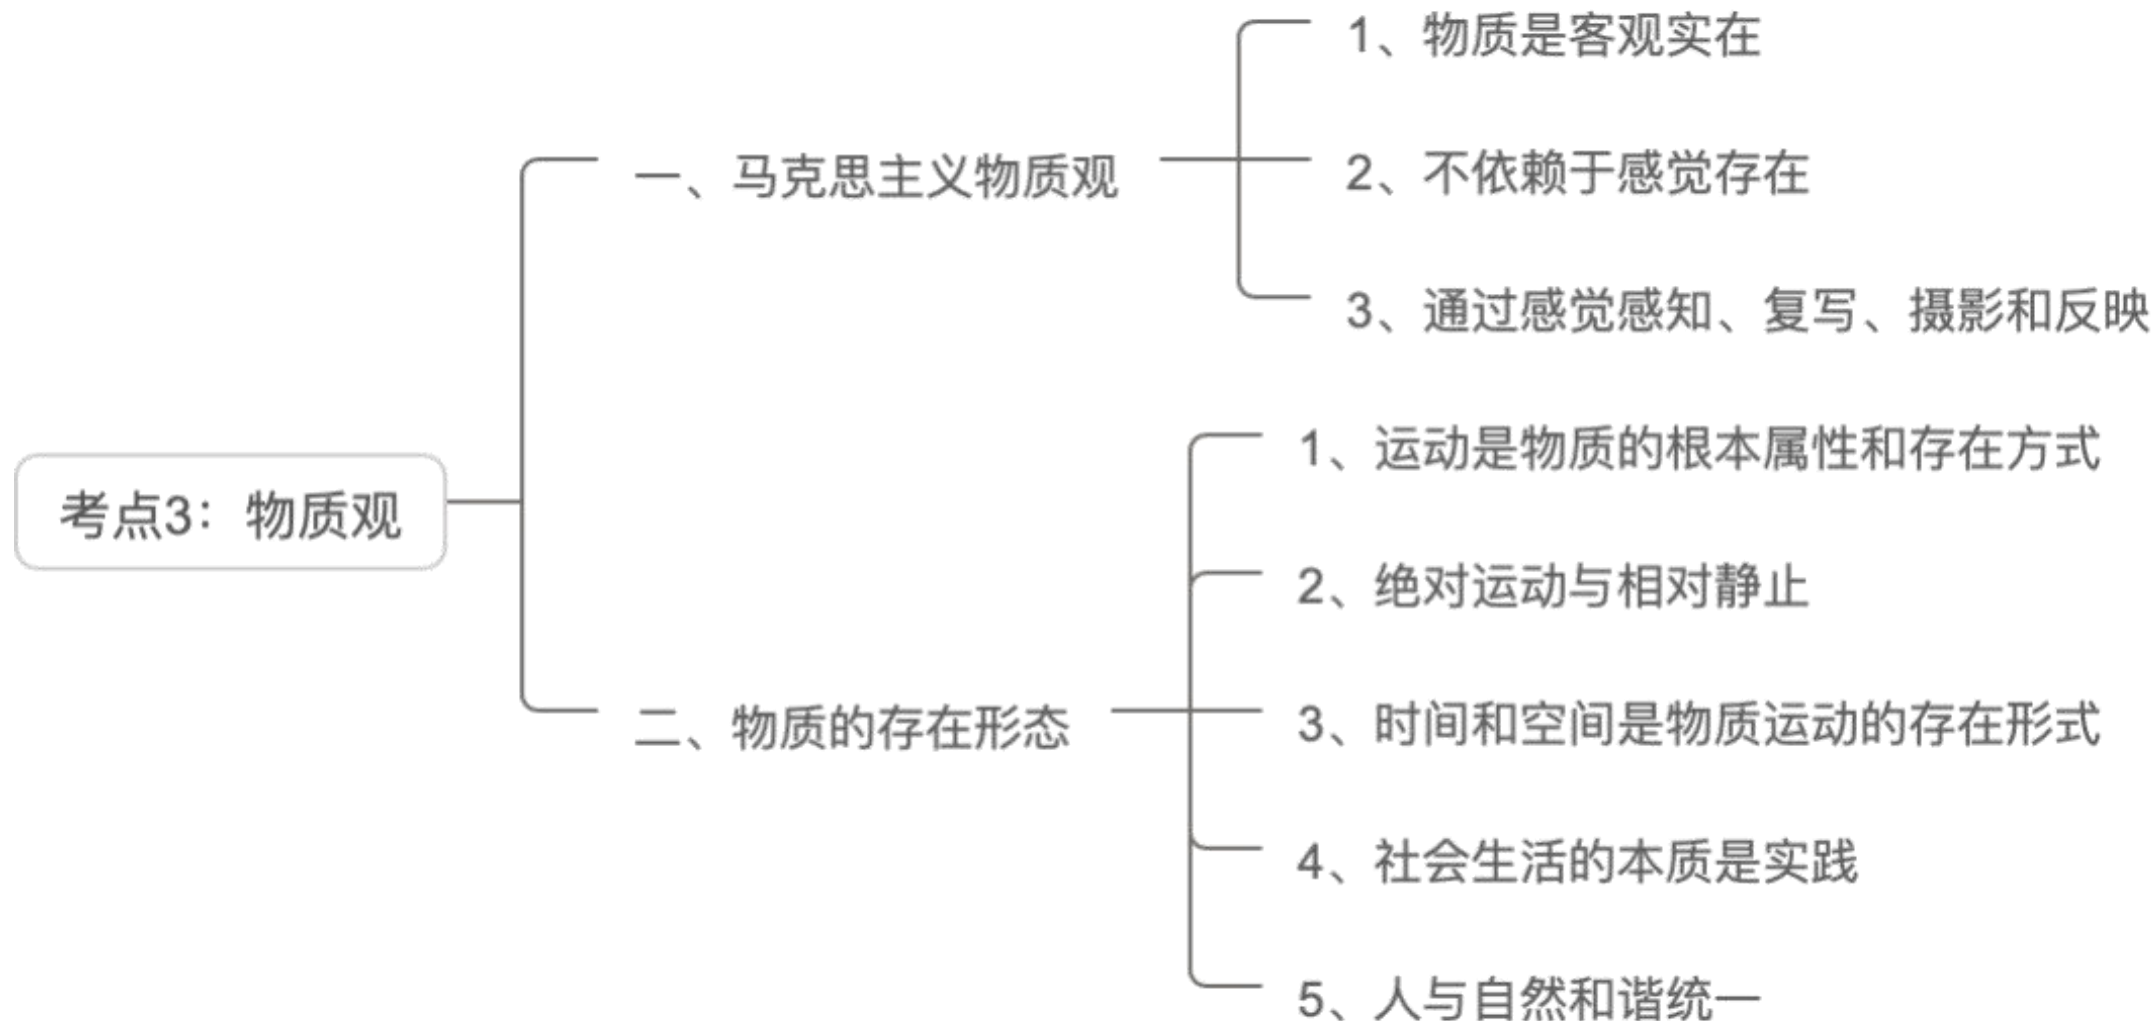 考点3：物质观
一、马克思主义物质观
1、物质是客观实在
2、不依赖于感觉存在
3、通过感觉感知、复写、摄影和反映
二、物质的存在形态
1、运动是物质的根本属性和存在方式
2、绝对运动与相对静止
3、时间和空间是物质运动的存在形式
4、社会生活的本质是实践
5、人与自然和谐统一